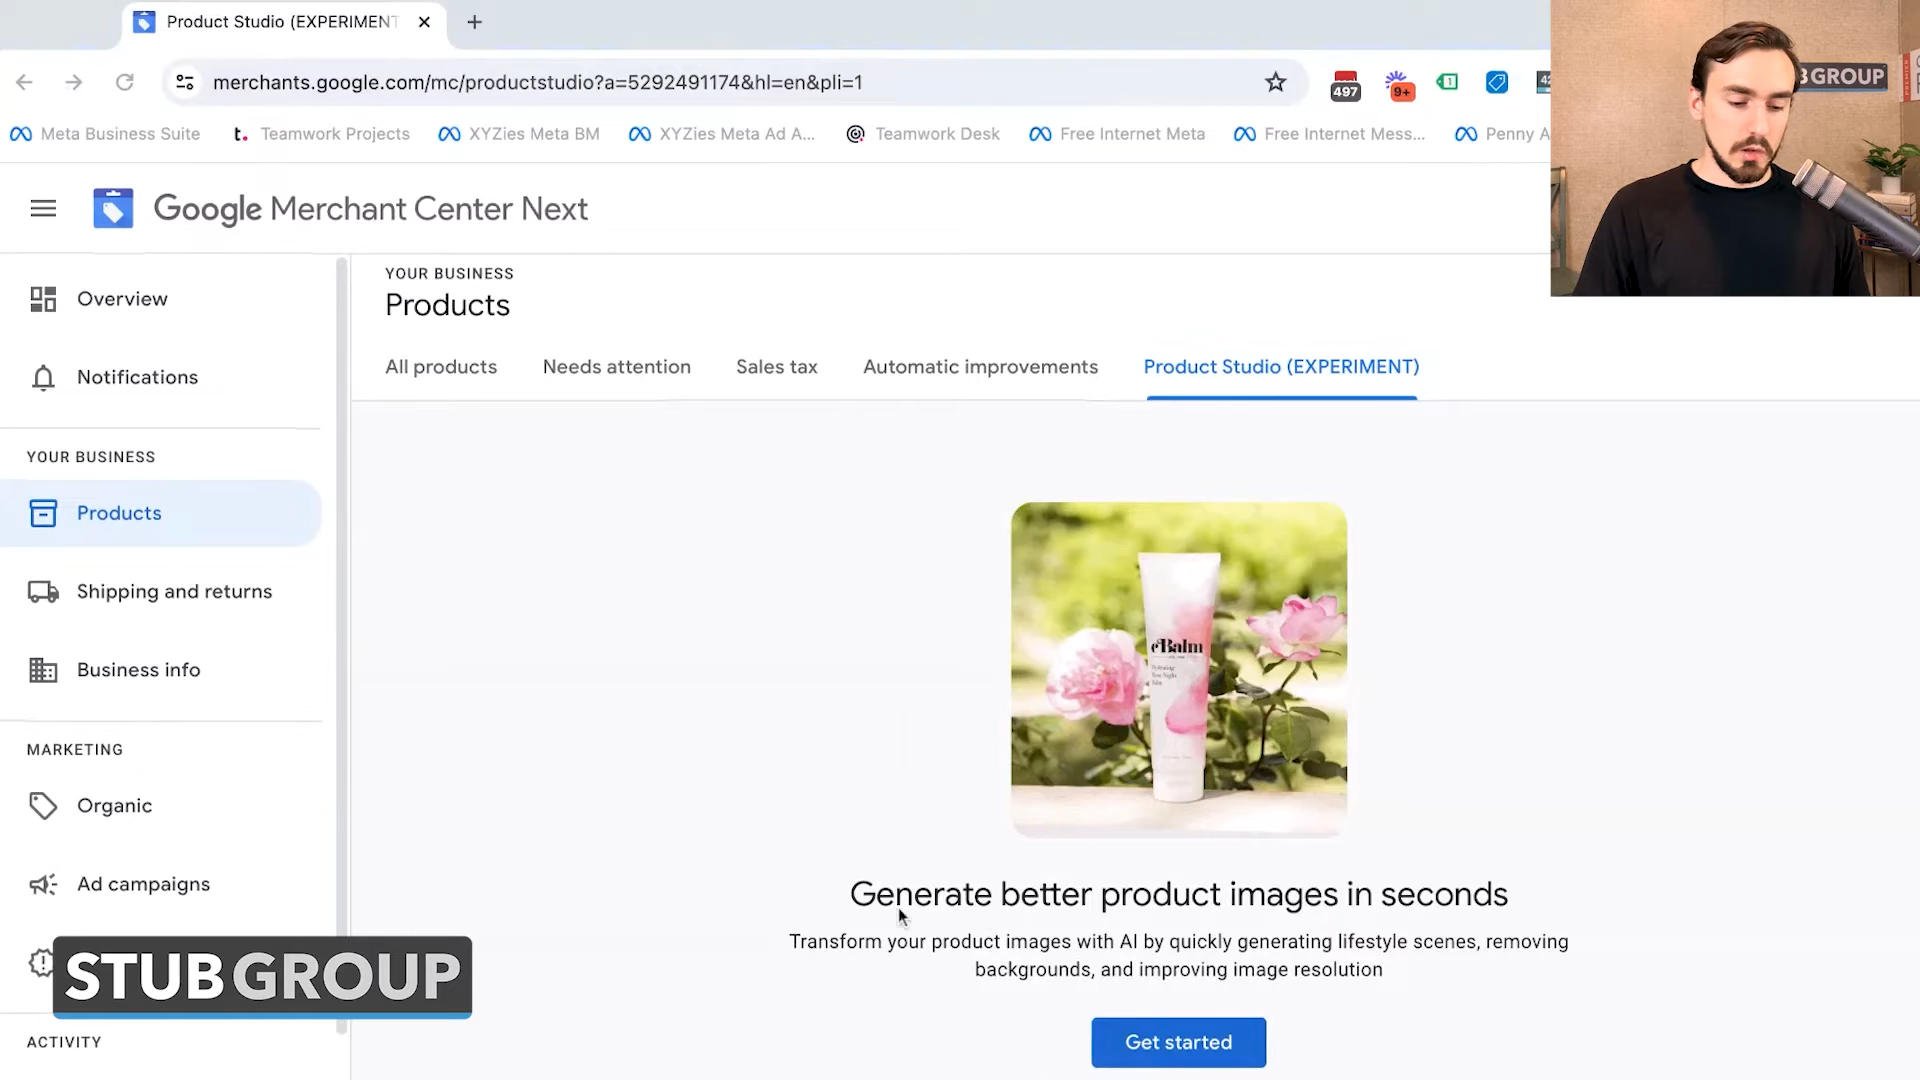 Product Studio (EXPERIMENT
merchants.google.com/mc/productstudio?a=5292491174&hl=en&pli=1
497
9+
1
42
Meta Business Suite
t. Teamwork Projects
XYZies Meta BM
XYZies Meta Ad A...
Teamwork Desk
Free Internet Meta
Free Internet Mess...
Penny A
GROUP
Google Merchant Center Next
Overview
Notifications
YOUR BUSINESS
Products
Shipping and returns
Business info
MARKETING
Organic
Ad campaigns
STUBGROUP
ACTIVITY
YOUR BUSINESS
Products
All products
Needs attention
Sales tax
Automatic improvements
Product Studio (EXPERIMENT)
eBalm
Generate better product images in seconds
Transform your product images with AI by quickly generating lifestyle scenes, removing
backgrounds, and improving image resolution
Get started